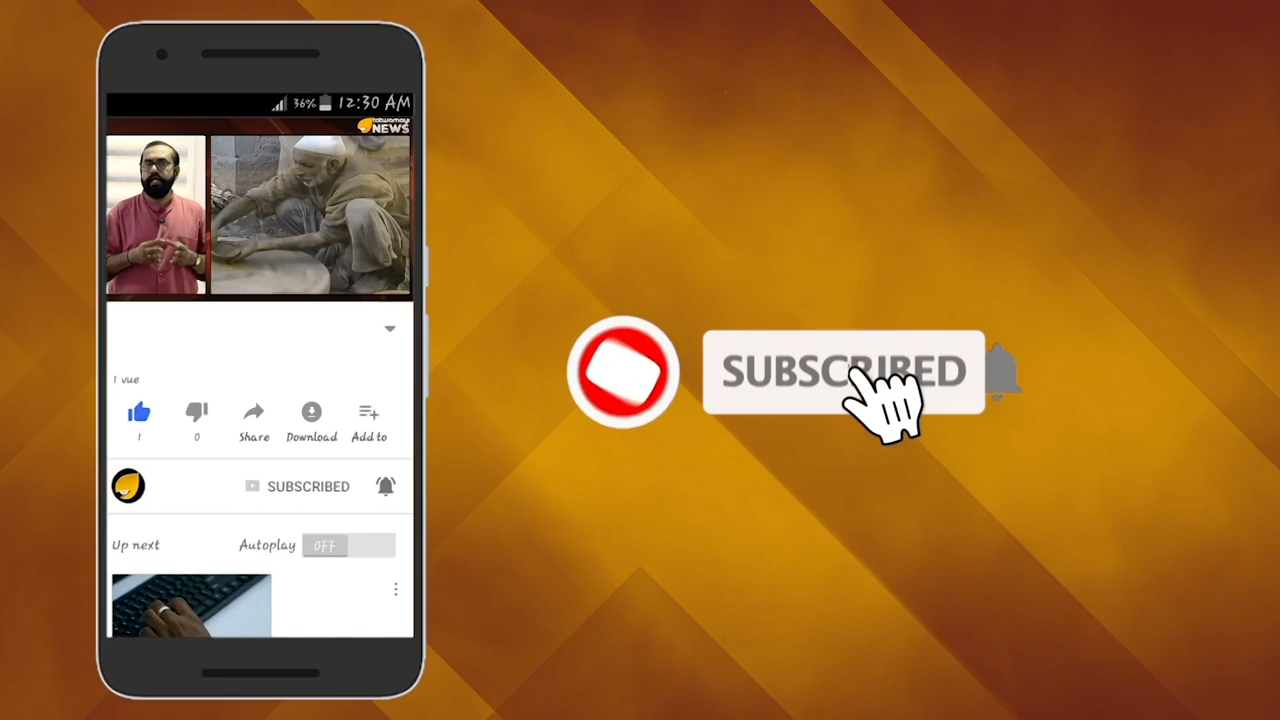 36% 12:30 AM
tatwamayi
NEWS
1 vue
1 0 Share Download Add to
SUBSCRIBED
Up next Autoplay OFF
SUBSCRIBED